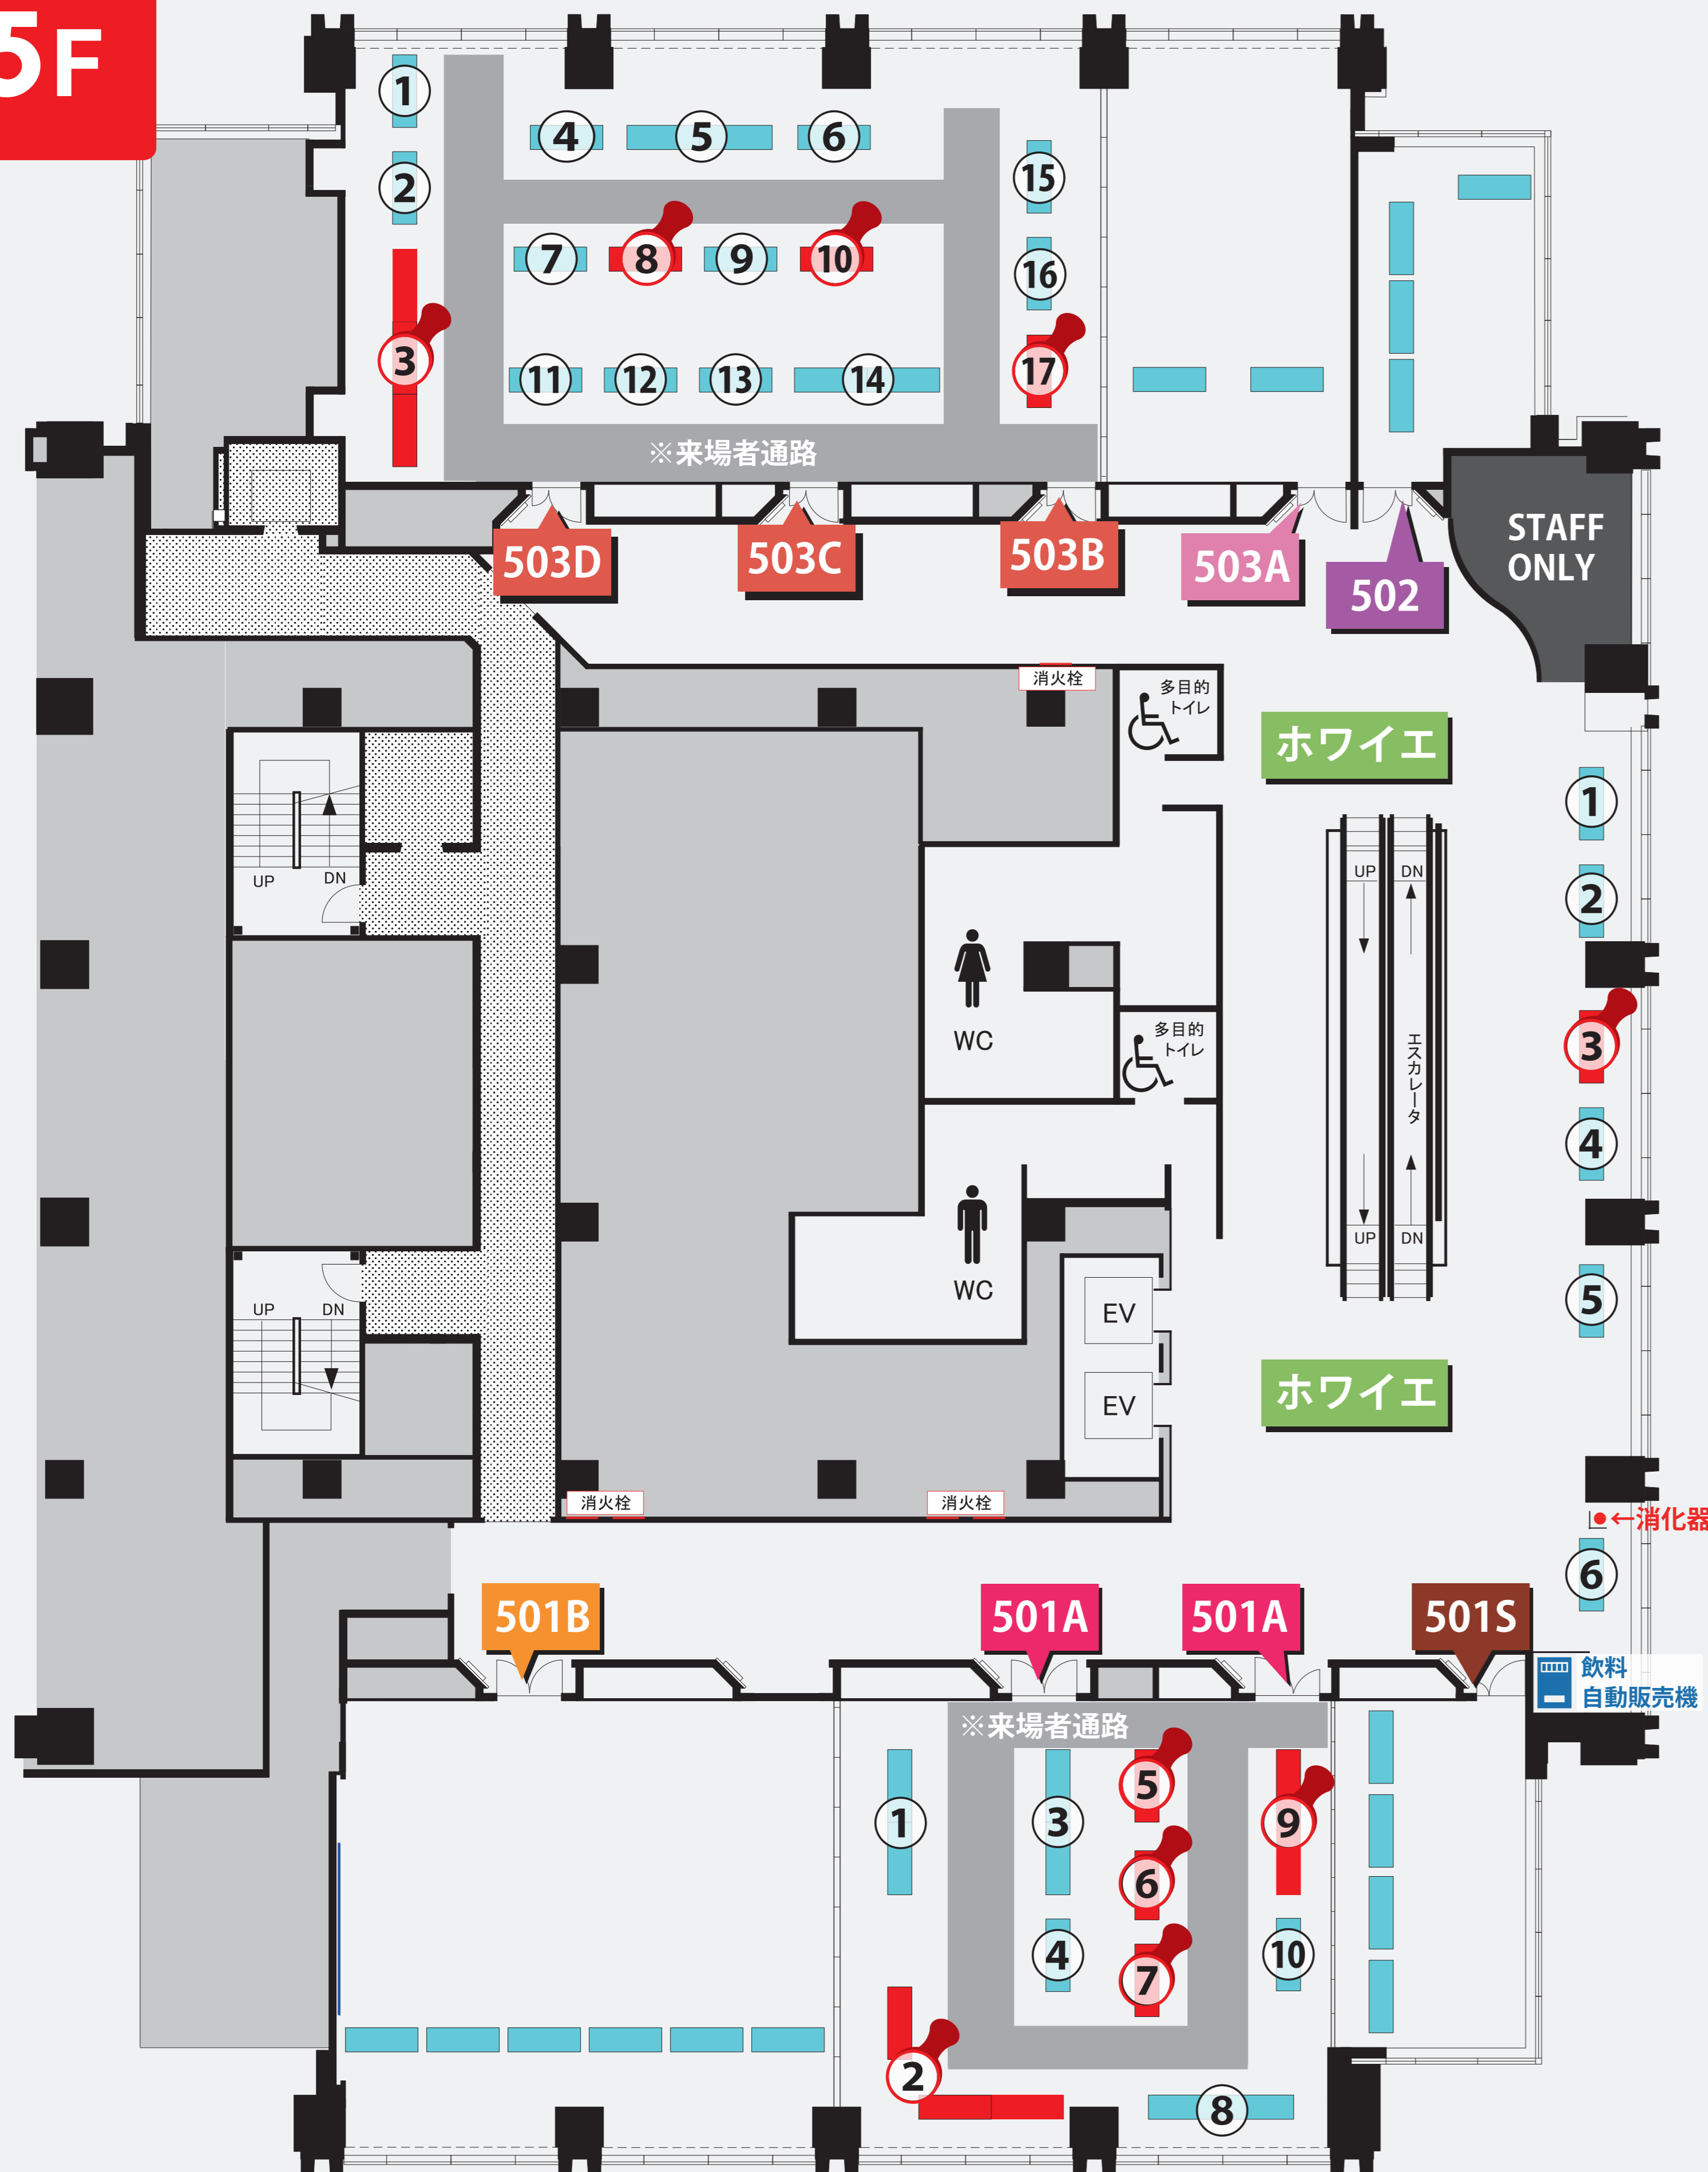 5F
1
4
5
6
2
15
7
8
9
10
16
3
17
11
12
13
14
※来場者通路
503D
503C
503B
503A
502
STAFF
ONLY
消火栓
多目的
トイレ
ホワイエ
1
UP
DN
UP
DN
2
WC
多目的
トイレ
エスカレータ
3
4
UP
DN
WC
5
UP
DN
EV
ホワイエ
EV
消火栓
消火栓
←消化器
6
501B
501A
501A
501S
飲料
自動販売機
※来場者通路
1
3
5
9
6
4
10
7
2
8